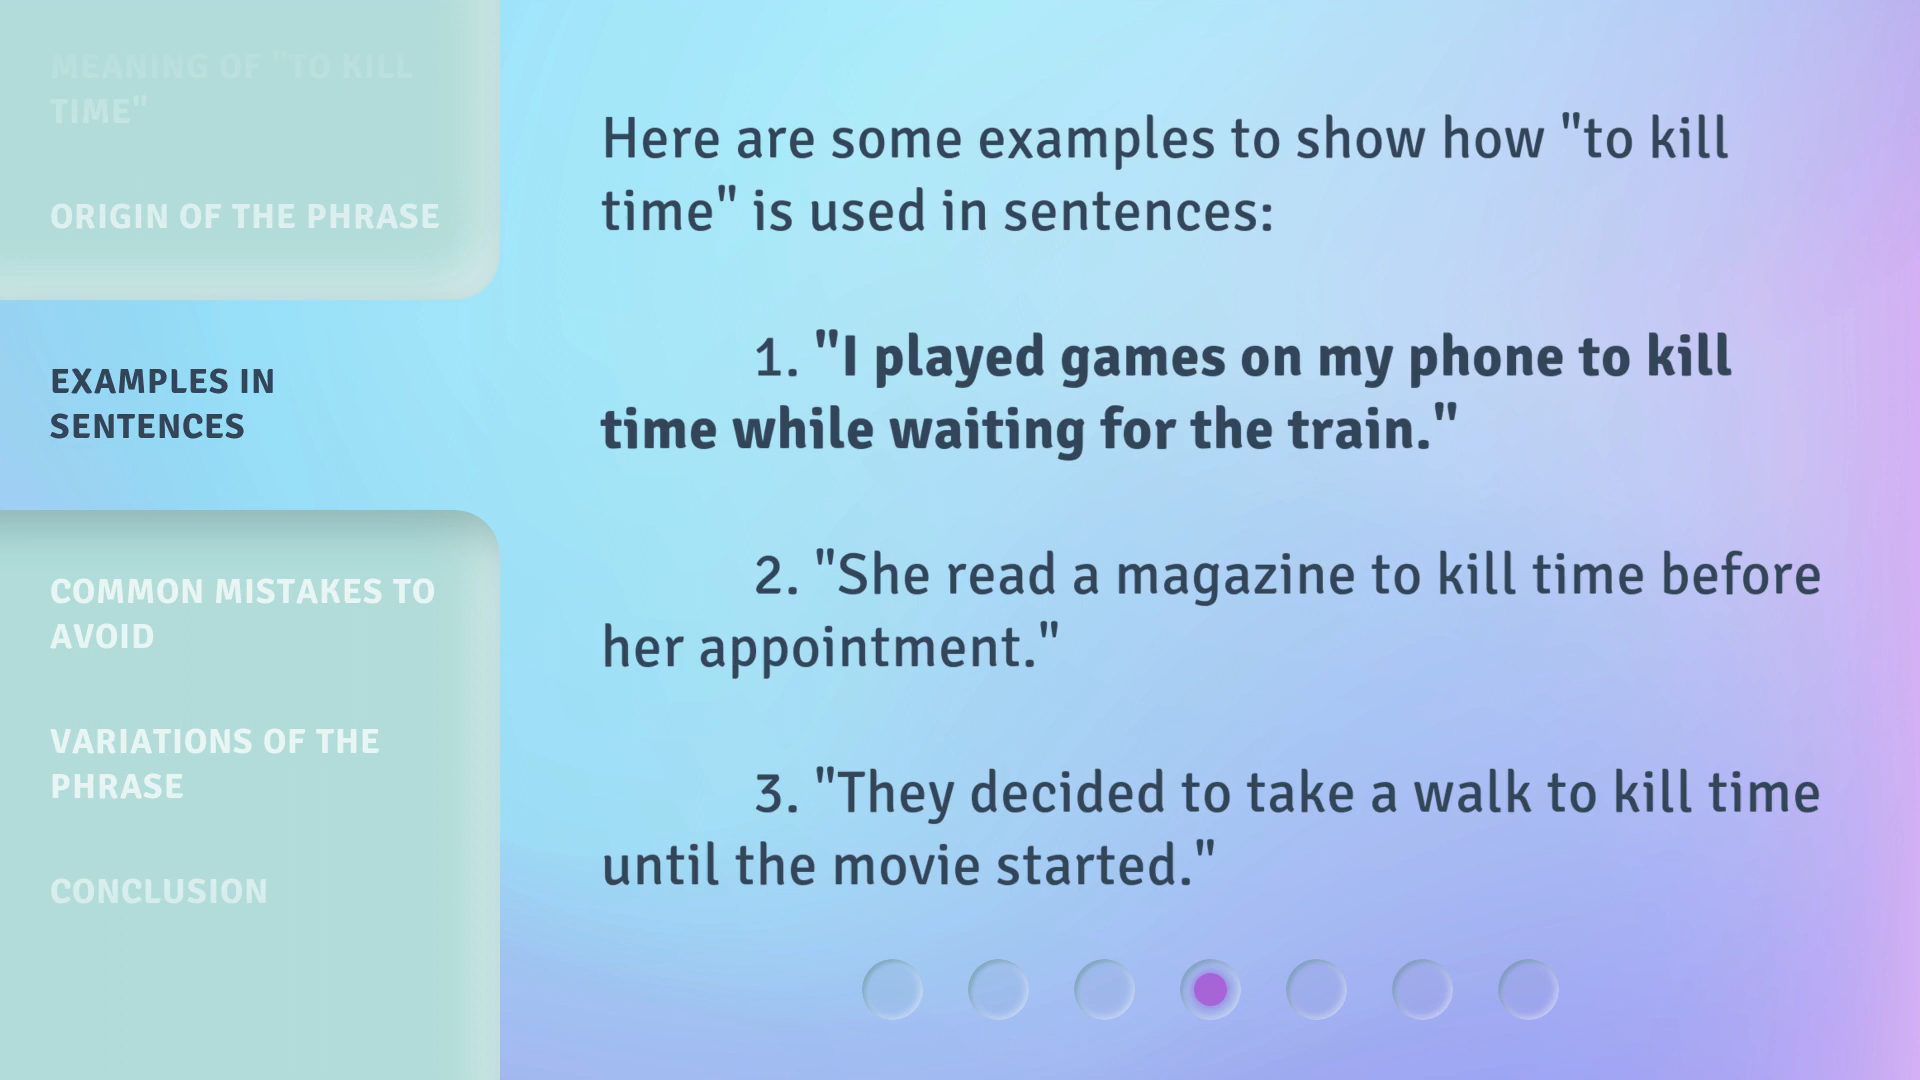 MEANING OF "TO KILL
TIME"
ORIGIN OF THE PHRASE
EXAMPLES IN
SENTENCES
COMMON MISTAKES TO
AVOID
VARIATIONS OF THE
PHRASE
CONCLUSION
Here are some examples to show how "to kill
time" is used in sentences:
1. "I played games on my phone to kill
time while waiting for the train."
2. "She read a magazine to kill time before
her appointment."
3. "They decided to take a walk to kill time
until the movie started."